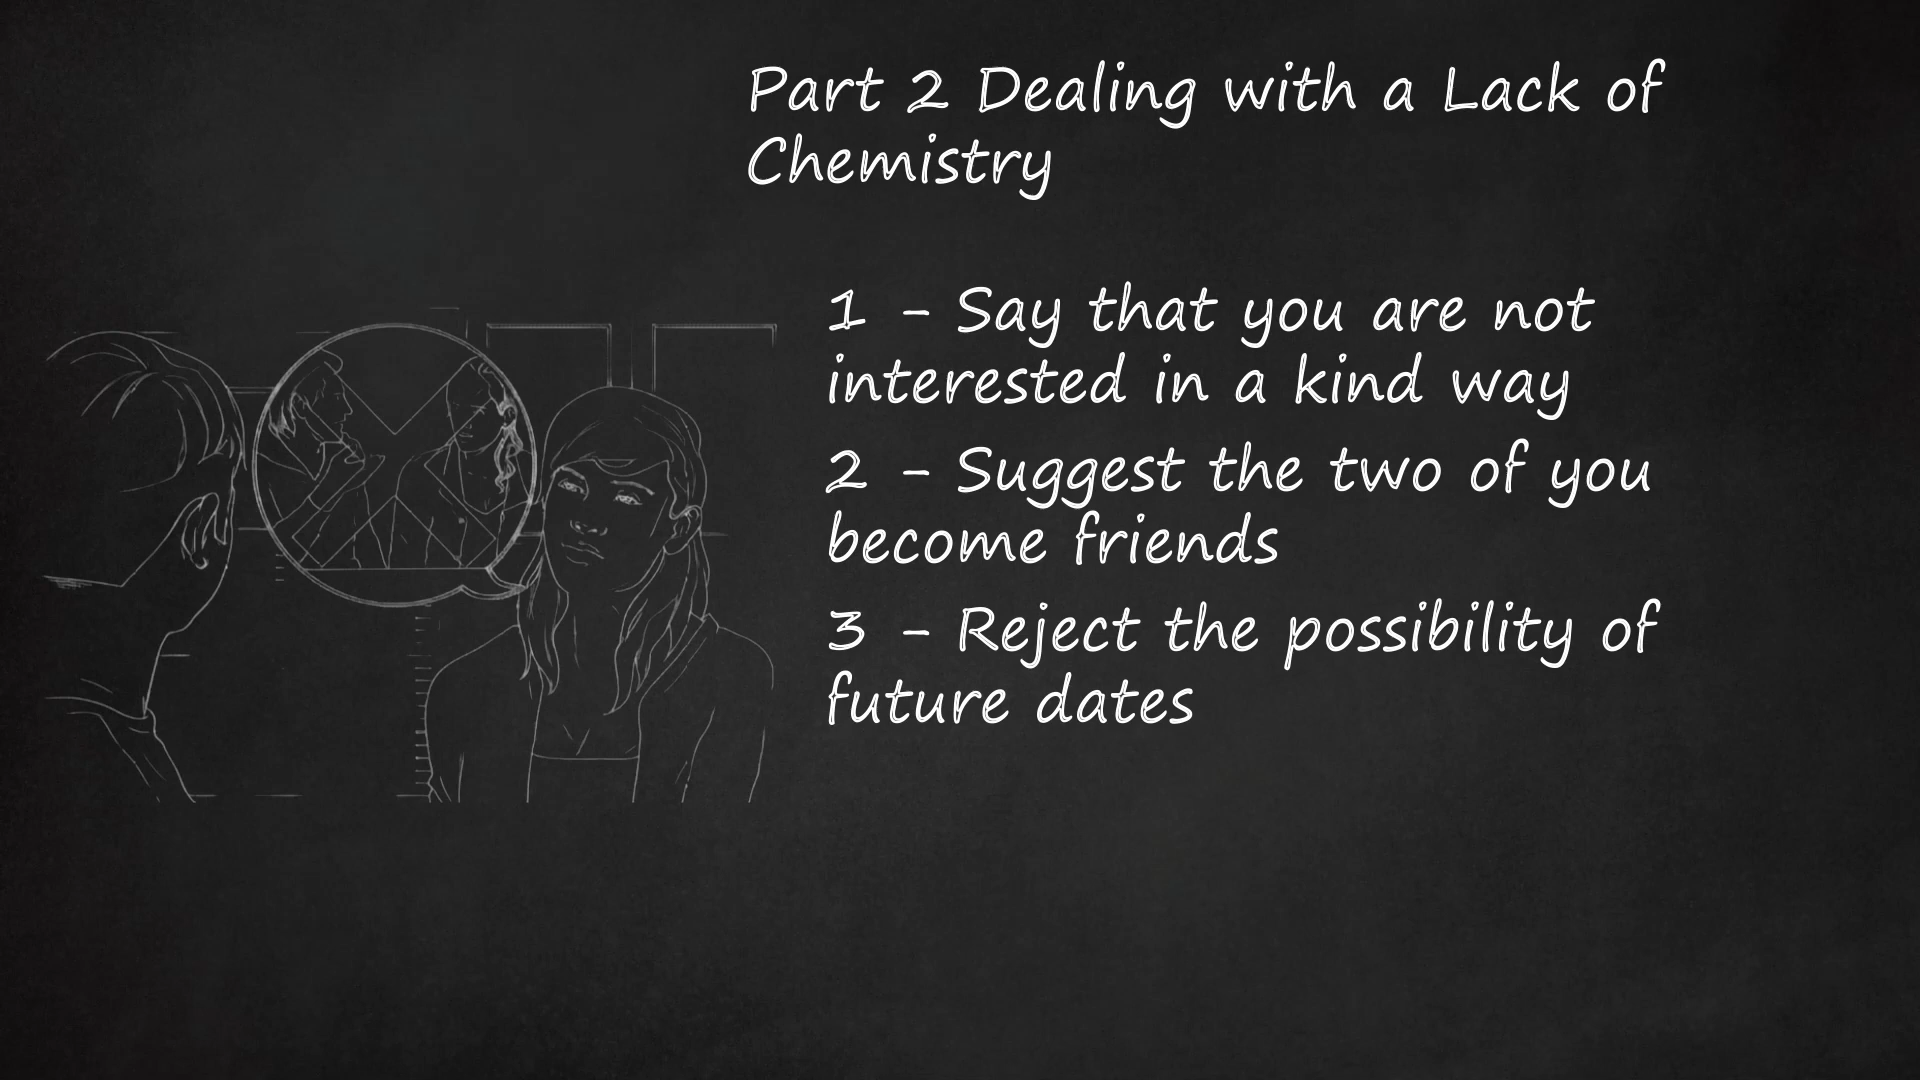 Part 2 Dealing with a Lack of
Chemistry
1 - Say that you are not
interested in a kind way
2 - Suggest the two of you
become friends
3 - Reject the possibility of
future dates